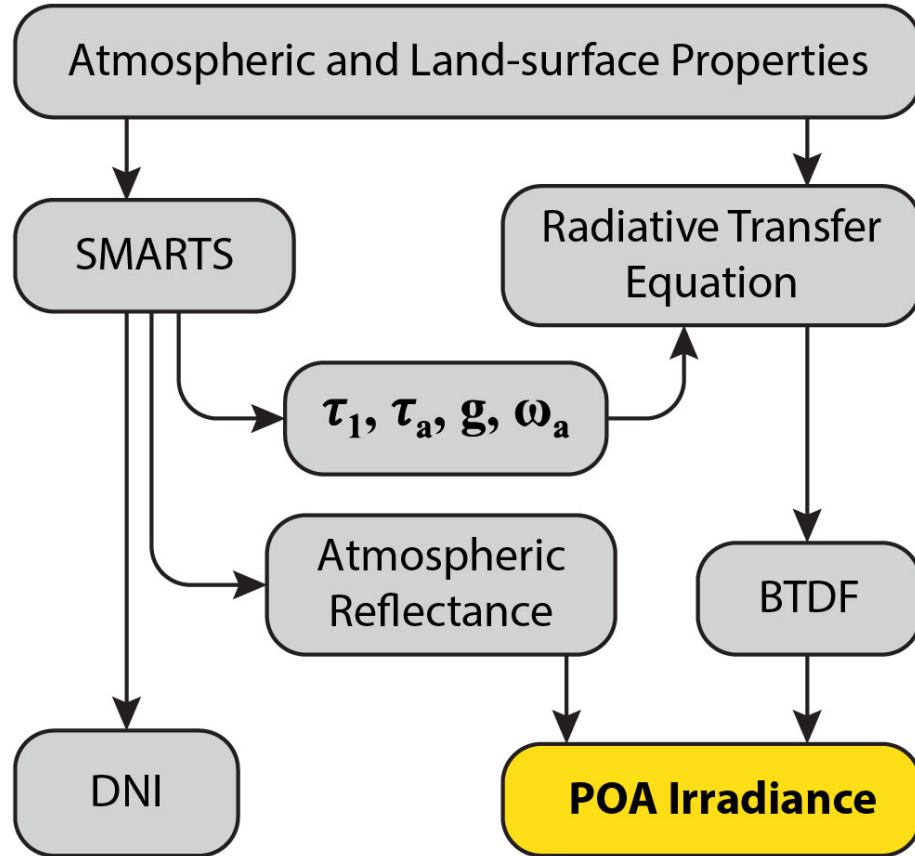 Atmospheric and Land-surface Properties
SMARTS
Radiative Transfer
Equation
τ1, τa, g, ωa
Atmospheric
Reflectance
BTDF
DNI
POA Irradiance